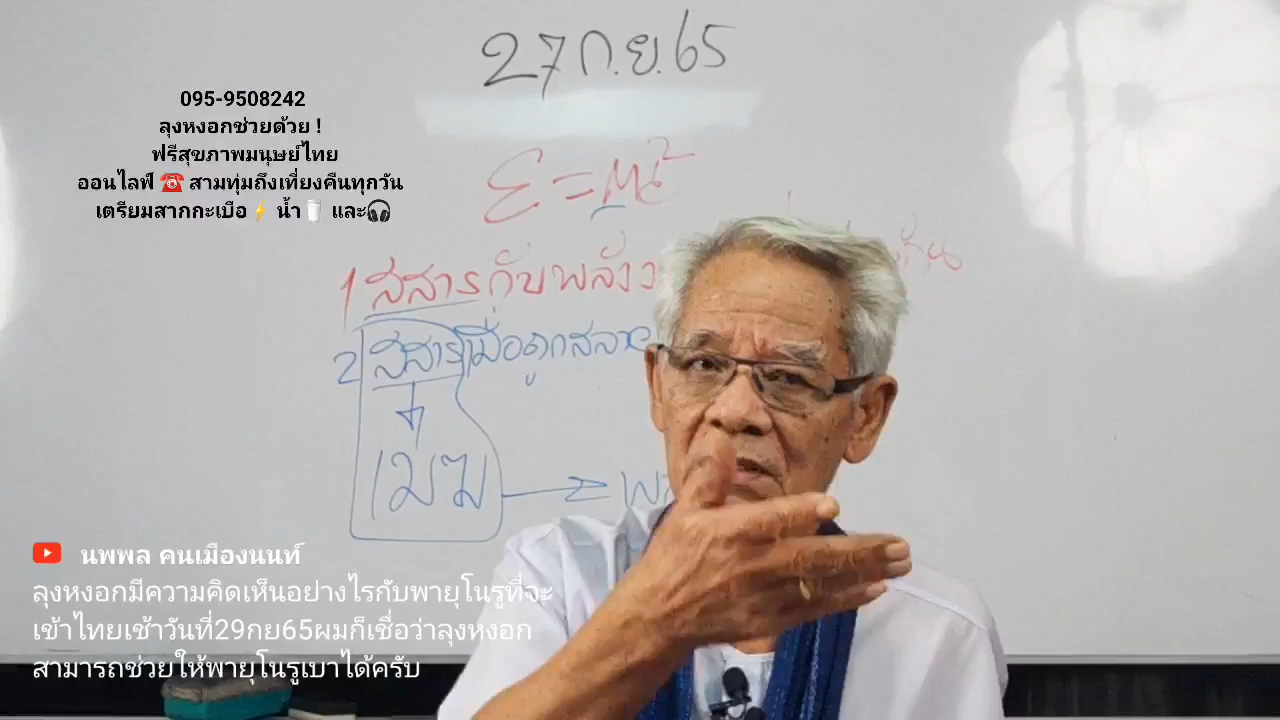 27 ก.ย.65
095-9508242
ลุงหงอกช่วยด้วย !
ฟรีสุขภาพมนุษย์ไทย
ออนไลฟ์ ☎️ สามทุ่มถึงเที่ยงคืนทุกวัน
เตรียมสากกะเบือ⚡ น้ำ🥛 และ🎧
E = mc²
1 สสารกับพลังง
2 สสารเมื่อถูกสลาย
เมฆ
นพพล คนเมืองนนท์
ลุงหงอกมีความคิดเห็นอย่างไรกับพายุโนรูที่จะ
เข้าไทยเช้าวันที่29กย65ผมก็เชื่อว่าลุงหงอก
สามารถช่วยให้พายุโนรูเบาได้ครับ